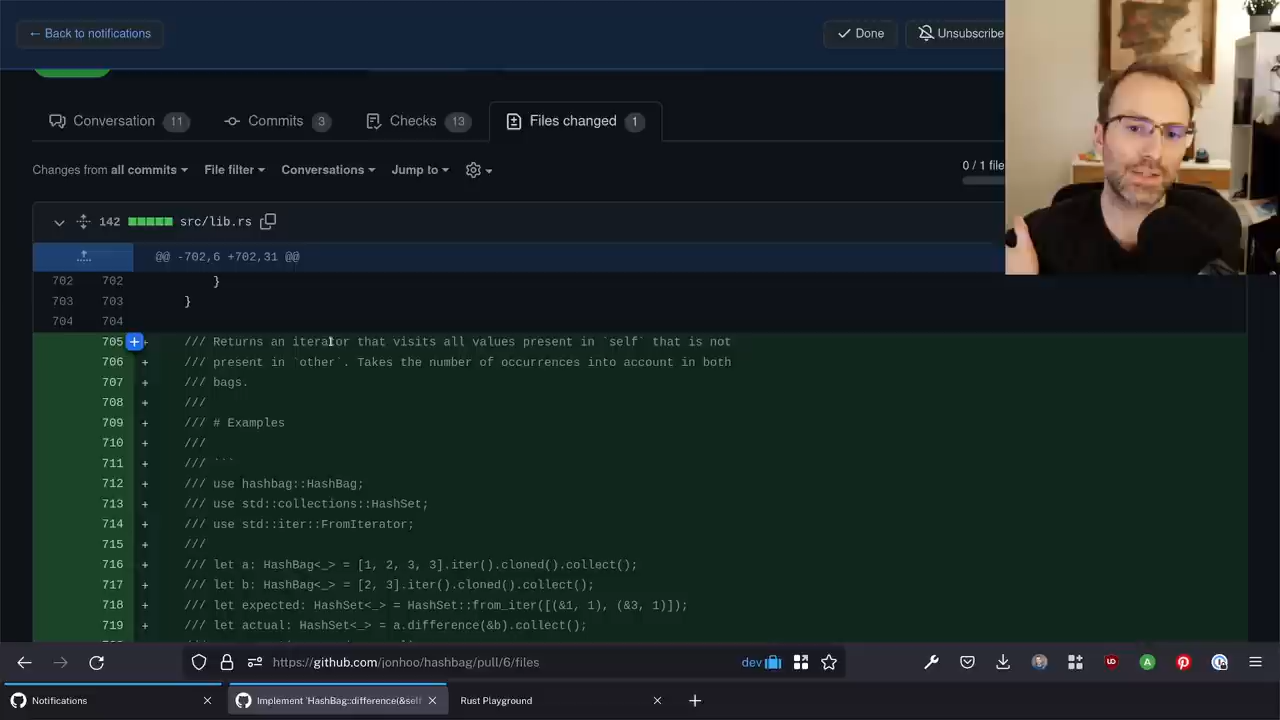 ← Back to notifications
Done
Unsubscribe
Conversation 11
Commits 3
Checks 13
Files changed 1
Changes from all commits
File filter
Conversations
Jump to
0 / 1 file
142
src/lib.rs
@@ -702,6 +702,31 @@
702 702 }
703 703 }
704 704
705 + /// Returns an iterator that visits all values present in `self` that is not
706 + /// present in `other`. Takes the number of occurrences into account in both
707 + /// bags.
708 + ///
709 + /// # Examples
710 + ///
711 + /// ```
712 + /// use hashbag::HashBag;
713 + /// use std::collections::HashSet;
714 + /// use std::iter::FromIterator;
715 + ///
716 + /// let a: HashBag<_> = [1, 2, 3, 3].iter().cloned().collect();
717 + /// let b: HashBag<_> = [2, 3].iter().cloned().collect();
718 + /// let expected: HashSet<_> = HashSet::from_iter([(&1, 1), (&3, 1)]);
719 + /// let actual: HashSet<_> = a.difference(&b).collect();
https://github.com/jonhoo/hashbag/pull/6/files
dev
Notifications
Implement 'HashBag::difference(&self
Rust Playground